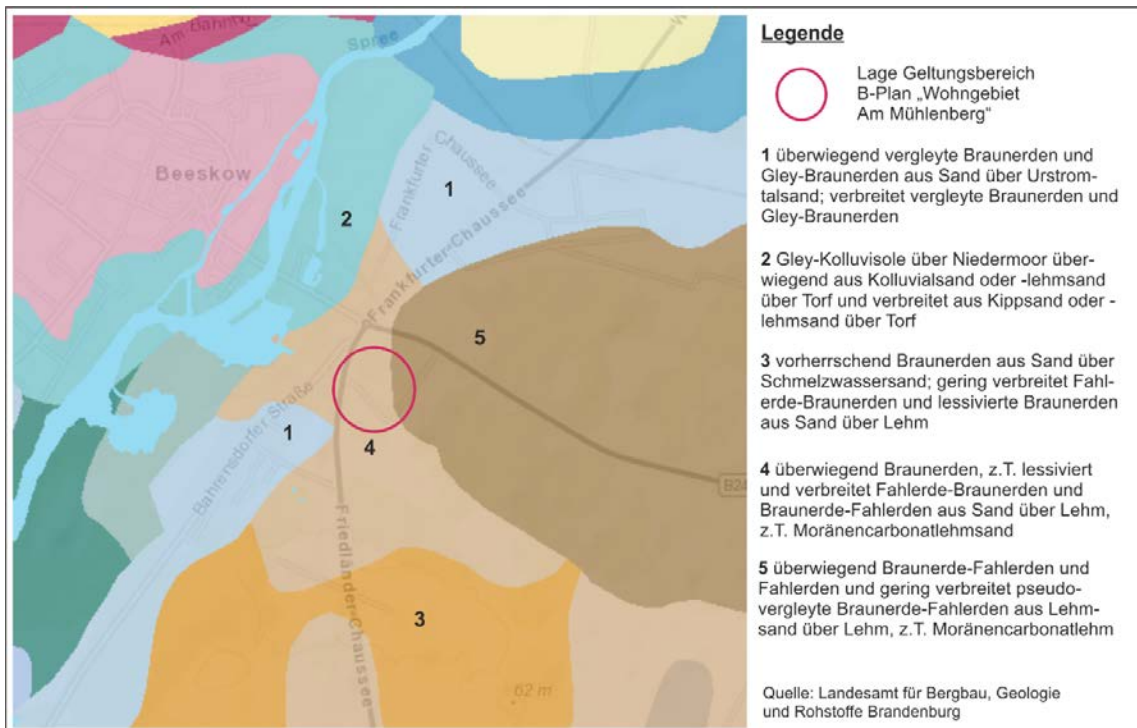 Am Bahnhof
Spree
Beeskow
Frankfurter Chaussee
Frankfurter-Chaussee
1
2
5
Bahrensdorfer Straße
1
4
B24
Friedländer-Chaussee
3
62 m
Legende
Lage Geltungsbereich
B-Plan „Wohngebiet
Am Mühlenberg“
1 überwiegend vergleyte Braunerden und
Gley-Braunerden aus Sand über Urstrom-
talsand; verbreitet vergleyte Braunerden und
Gley-Braunerden
2 Gley-Kolluvisole über Niedermoor über-
wiegend aus Kolluvialsand oder -lehmsand
über Torf und verbreitet aus Kippsand oder -
lehmsand über Torf
3 vorherrschend Braunerden aus Sand über
Schmelzwassersand; gering verbreitet Fahl-
erde-Braunerden und lessivierte Braunerden
aus Sand über Lehm
4 überwiegend Braunerden, z.T. lessiviert
und verbreitet Fahlerde-Braunerden und
Braunerde-Fahlerden aus Sand über Lehm,
z.T. Moränencarbonatlehmsand
5 überwiegend Braunerde-Fahlerden und
Fahlerden und gering verbreitet pseudo-
vergleyte Braunerde-Fahlerden aus Lehm-
sand über Lehm, z.T. Moränencarbonatlehm
Quelle: Landesamt für Bergbau, Geologie
und Rohstoffe Brandenburg